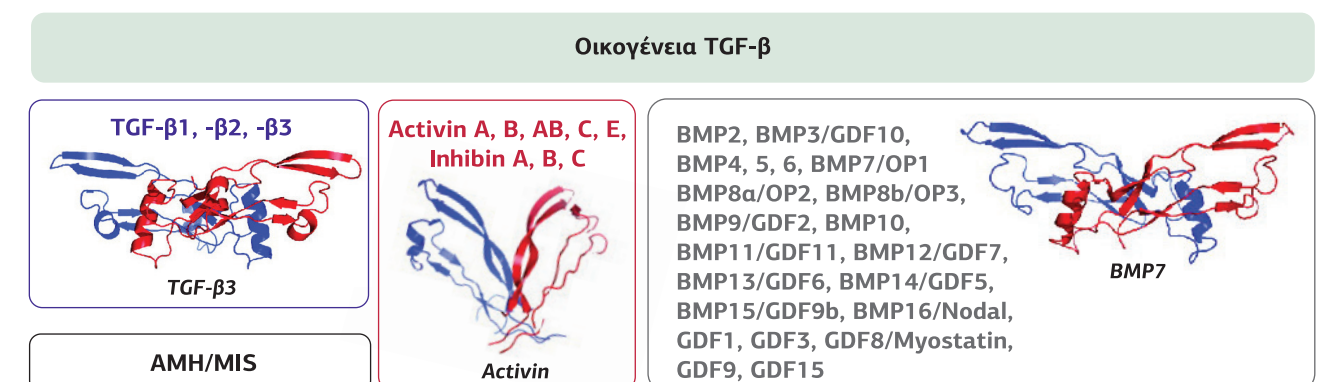 Οικογένεια TGF-β
TGF-β1, -β2, -β3
TGF-β3
AMH/MIS
Activin A, B, AB, C, E,
Inhibin A, B, C
Activin
BMP2, BMP3/GDF10,
BMP4, 5, 6, BMP7/OP1
BMP8α/OP2, BMP8b/OP3,
BMP9/GDF2, BMP10,
BMP11/GDF11, BMP12/GDF7,
BMP13/GDF6, BMP14/GDF5,
BMP15/GDF9b, BMP16/Nodal,
GDF1, GDF3, GDF8/Myostatin,
GDF9, GDF15
BMP7